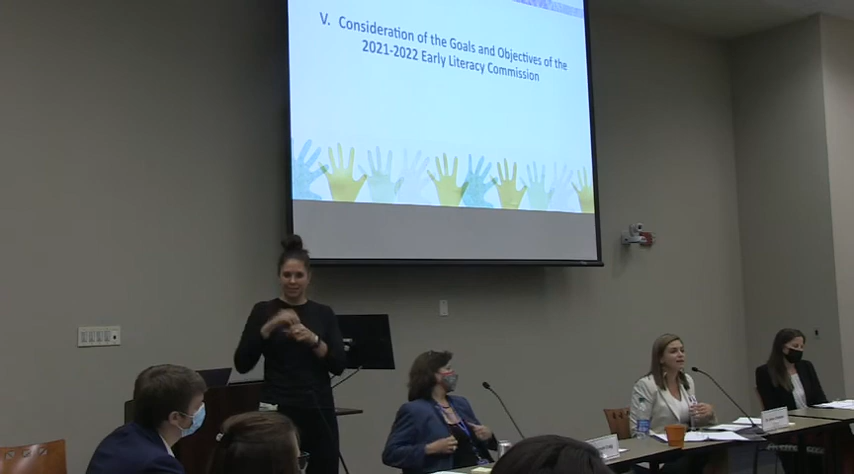 V. Consideration of the Goals and Objectives of the
2021-2022 Early Literacy Commission